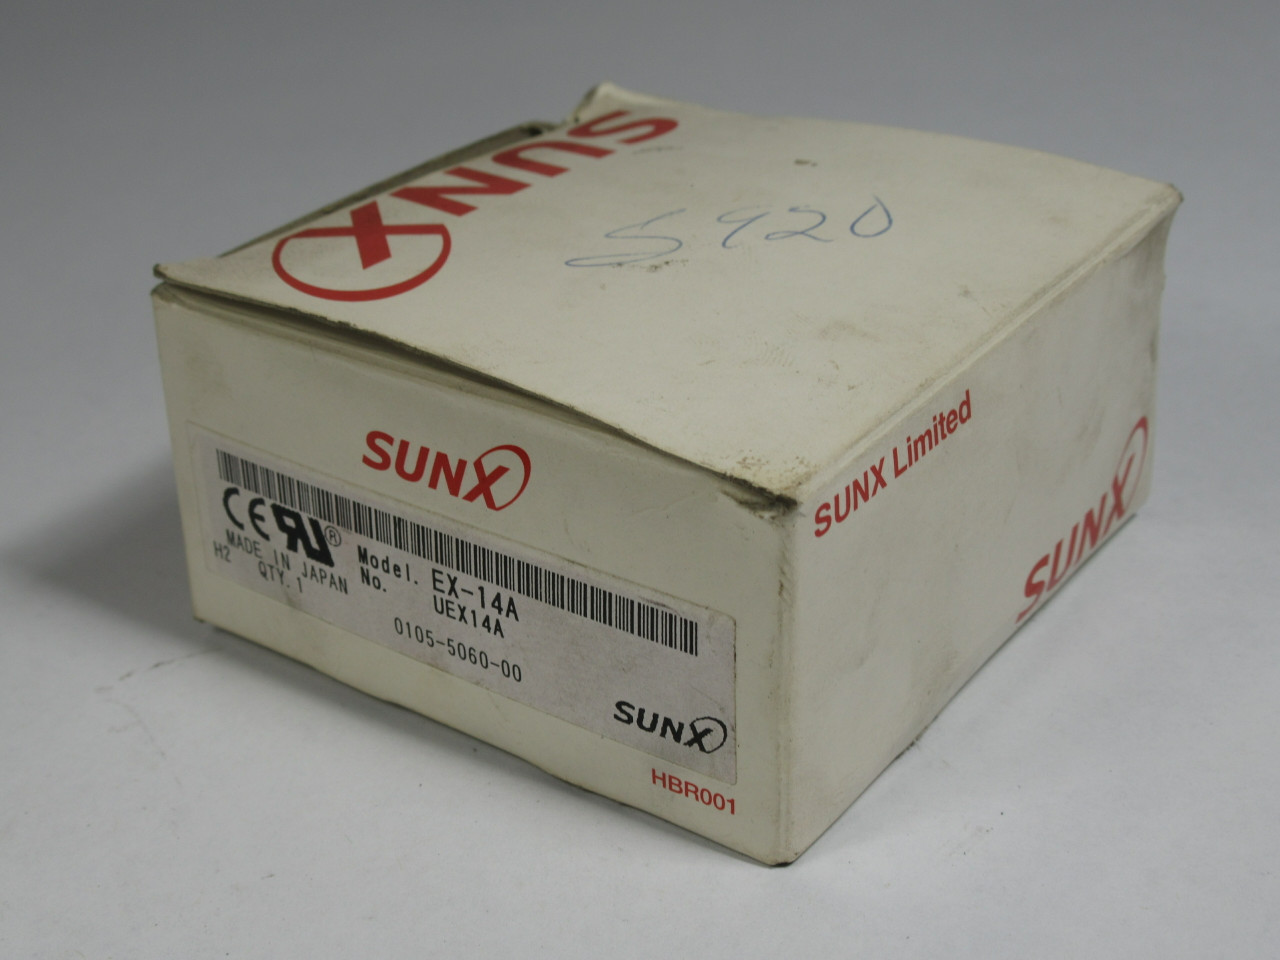 SUNX
S920
SUNX
CE RU ®
MADE IN JAPAN
H2 QTY.1
Model. EX-14A
No. UEX14A
0105-5060-00
SUNX
HBR001
SUNX Limited
SUNX